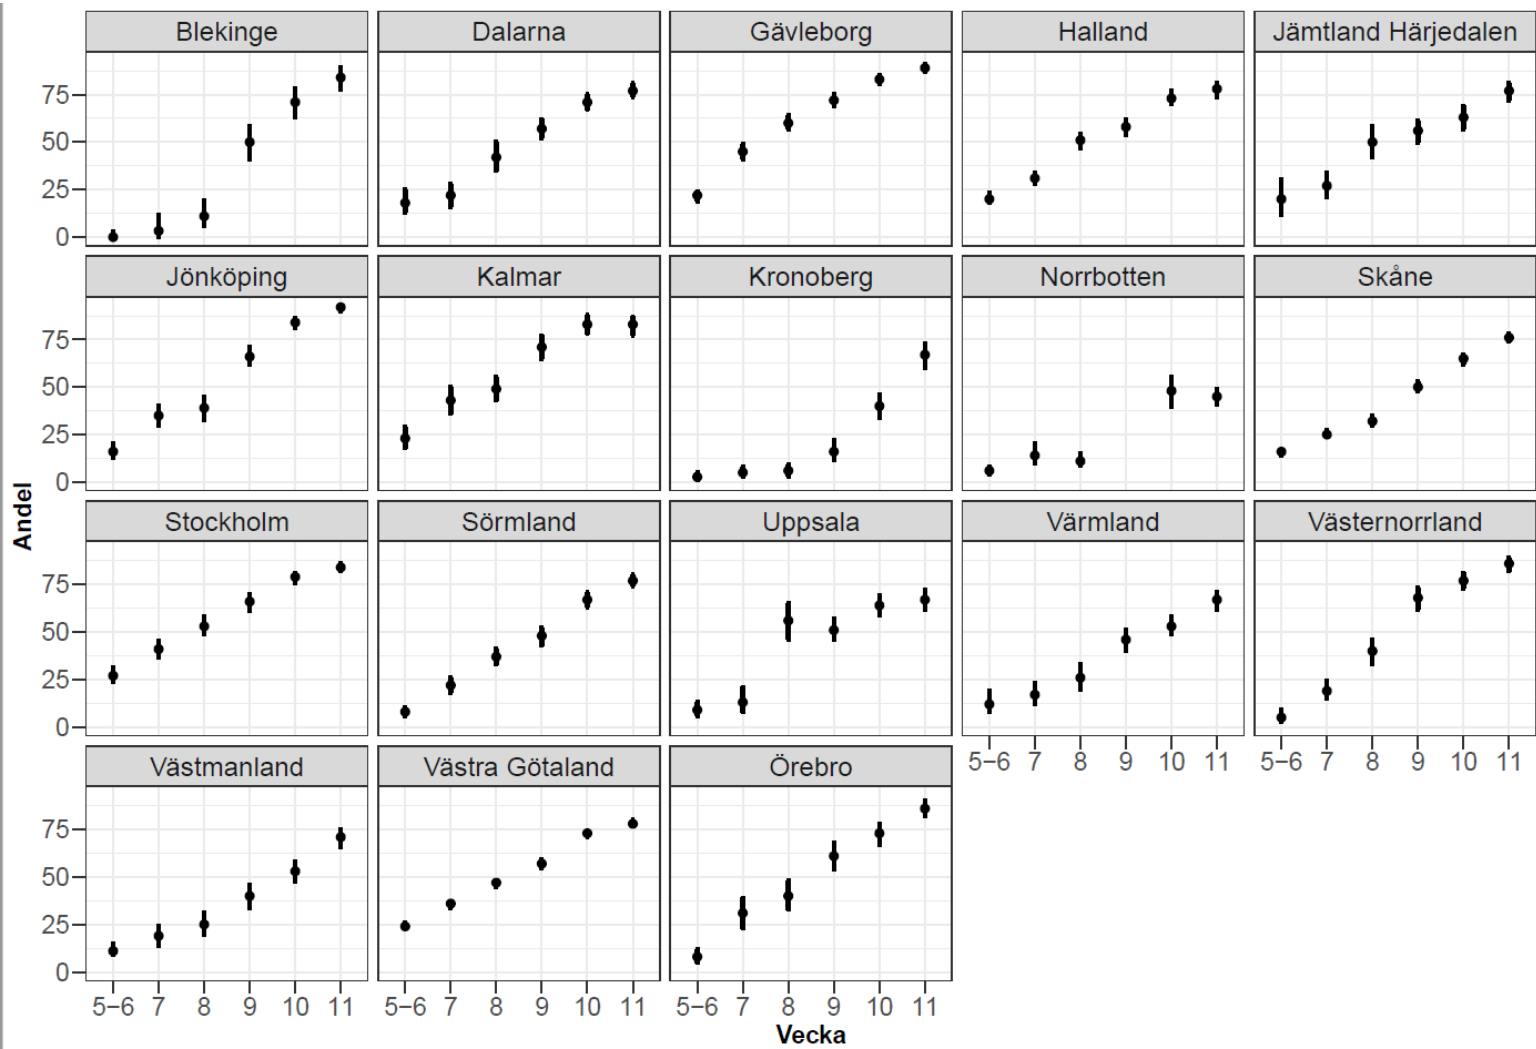 Blekinge Dalarna Gävleborg Halland Jämtland Härjedalen
75
50
25
0
Jönköping Kalmar Kronoberg Norrbotten Skåne
75
50
25
0
Andel
Stockholm Sörmland Uppsala Värmland Västernorrland
75
50
25
0
5−6 7 8 9 10 11 5−6 7 8 9 10 11
Västmanland Västra Götaland Örebro
75
50
25
0
5−6 7 8 9 10 11 5−6 7 8 9 10 11 5−6 7 8 9 10 11
Vecka